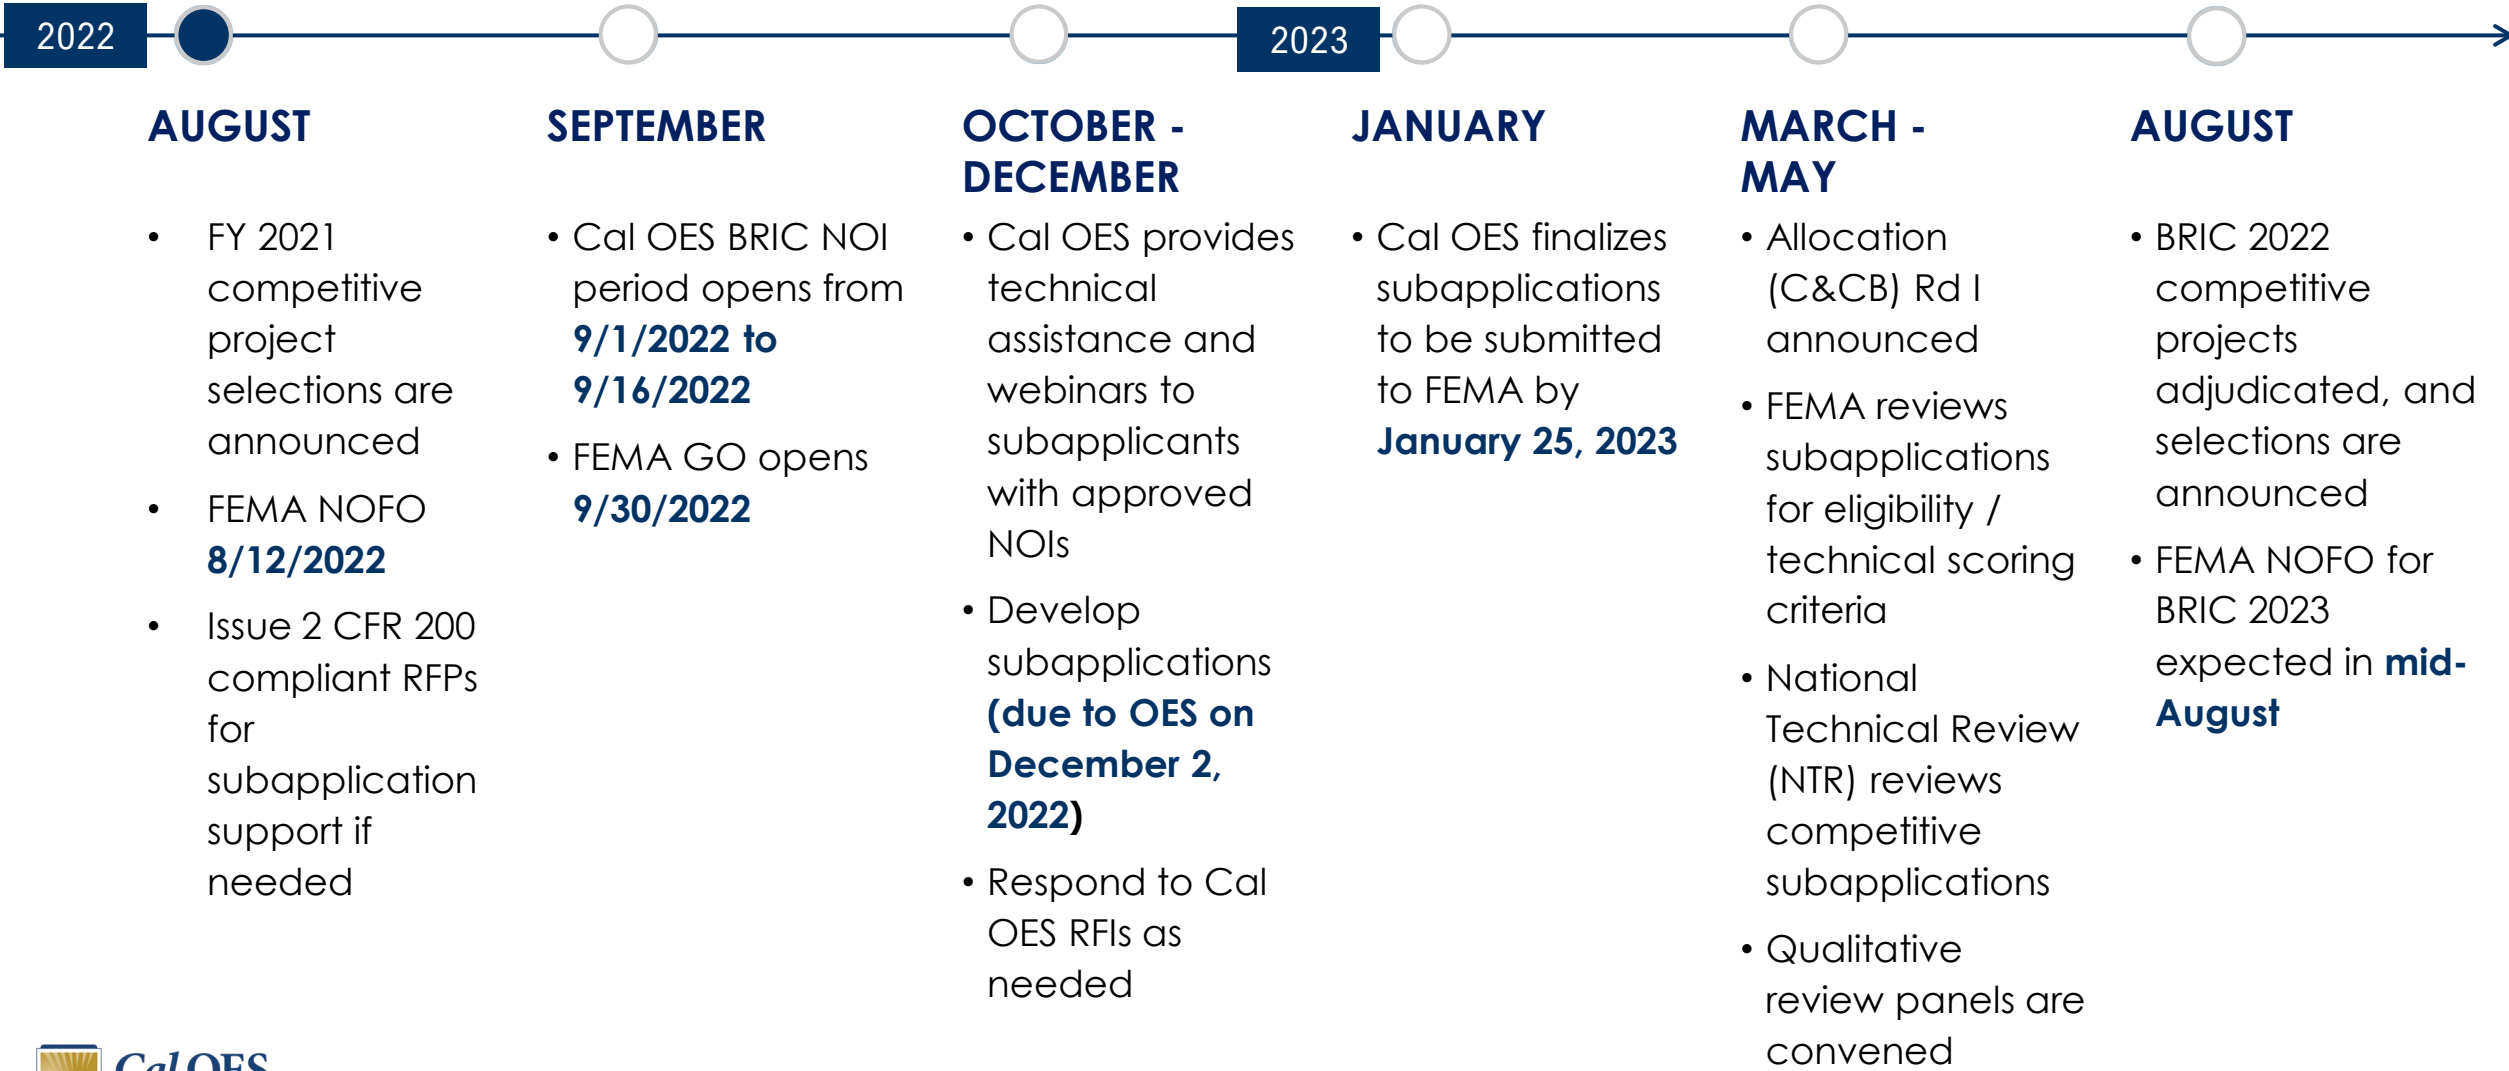 2022
2023
AUGUST
• FY 2021
competitive
project
selections are
announced
• FEMA NOFO
8/12/2022
• Issue 2 CFR 200
compliant RFPs
for
subapplication
support if
needed
SEPTEMBER
• Cal OES BRIC NOI
period opens from
9/1/2022 to
9/16/2022
• FEMA GO opens
9/30/2022
OCTOBER -
DECEMBER
• Cal OES provides
technical
assistance and
webinars to
subapplicants
with approved
NOIs
• Develop
subapplications
(due to OES on
December 2,
2022)
• Respond to Cal
OES RFIs as
needed
JANUARY
• Cal OES finalizes
subapplications
to be submitted
to FEMA by
January 25, 2023
MARCH -
MAY
• Allocation
(C&CB) Rd I
announced
• FEMA reviews
subapplications
for eligibility /
technical scoring
criteria
• National
Technical Review
(NTR) reviews
competitive
subapplications
• Qualitative
review panels are
convened
AUGUST
• BRIC 2022
competitive
projects
adjudicated, and
selections are
announced
• FEMA NOFO for
BRIC 2023
expected in mid-
August
Cal OES